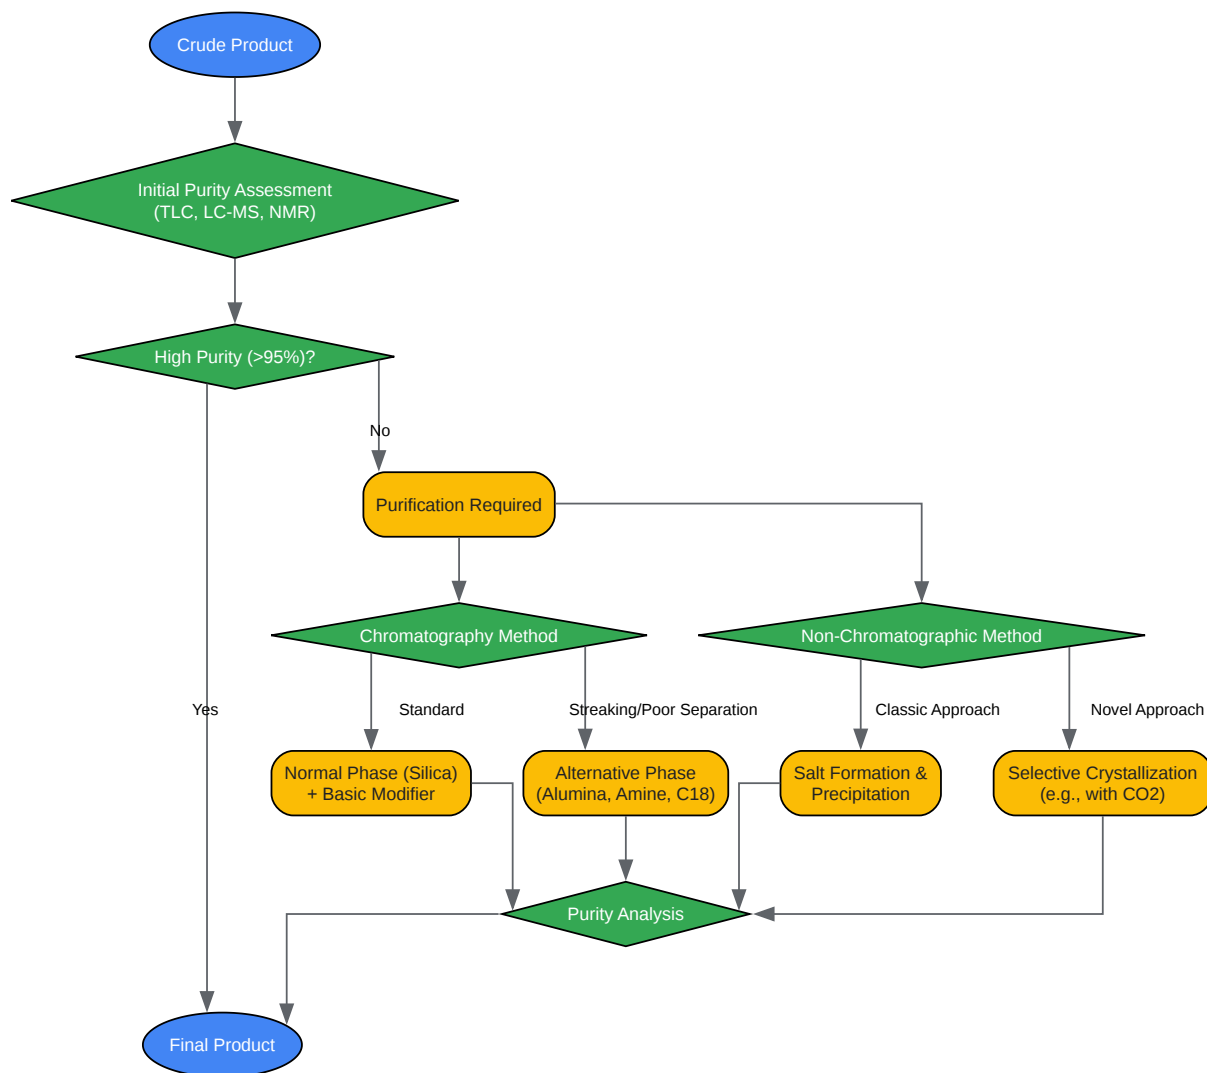 Crude Product
Initial Purity Assessment
(TLC, LC-MS, NMR)
High Purity (>95%)?
No
Purification Required
Chromatography Method
Non-Chromatographic Method
Yes
Standard
Streaking/Poor Separation
Classic Approach
Novel Approach
Normal Phase (Silica)
+ Basic Modifier
Alternative Phase
(Alumina, Amine, C18)
Salt Formation &
Precipitation
Selective Crystallization
(e.g., with CO2)
Purity Analysis
Final Product